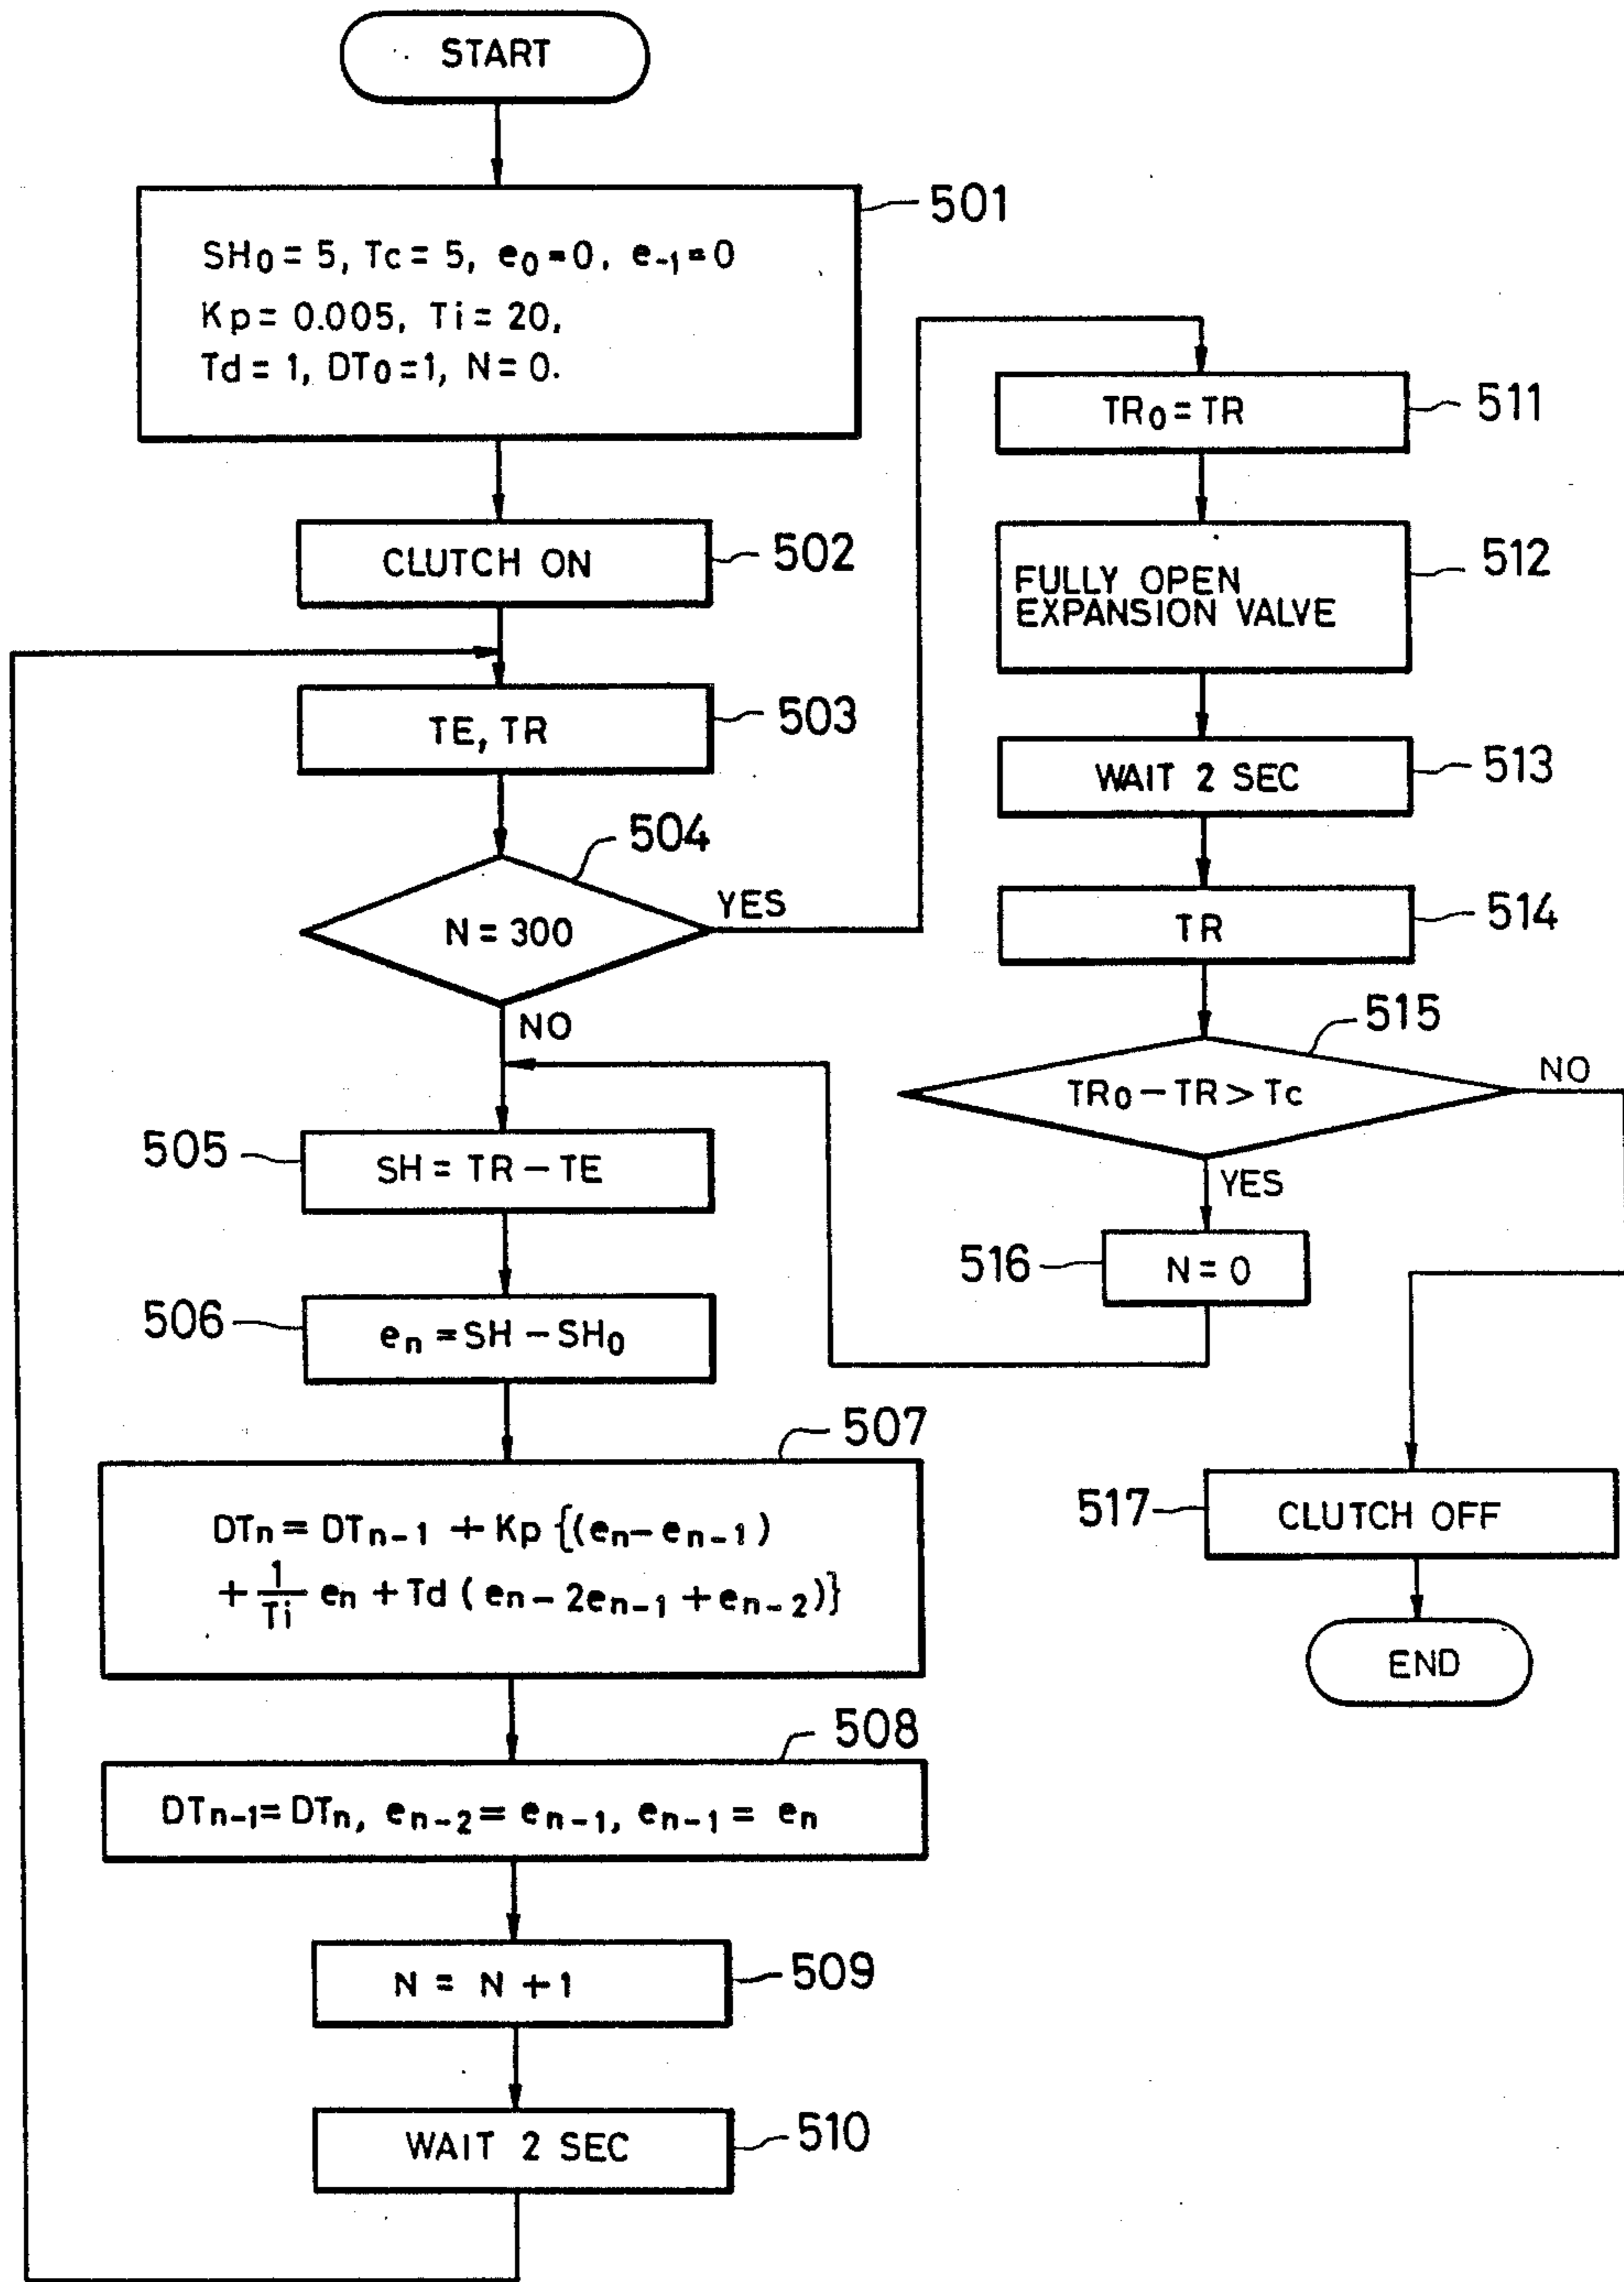 START
501
SH₀ = 5, Tc = 5, e₀ = 0, e₋₁ = 0
Kp = 0.005, Ti = 20,
Td = 1, DT₀ = 1, N = 0.
CLUTCH ON
502
TE, TR
503
504
N = 300
YES
NO
505
SH = TR − TE
506
eₙ = SH − SH₀
507
DTₙ = DTₙ₋₁ + Kp {(eₙ − eₙ₋₁)
+ 1/Ti eₙ + Td (eₙ − 2eₙ₋₁ + eₙ₋₂)}
508
DTₙ₋₁ = DTₙ, eₙ₋₂ = eₙ₋₁, eₙ₋₁ = eₙ
N = N + 1
509
WAIT 2 SEC
510
TR₀ = TR
511
FULLY OPEN
EXPANSION VALVE
512
WAIT 2 SEC
513
TR
514
515
TR₀ − TR > Tc
NO
YES
516
N = 0
517
CLUTCH OFF
END